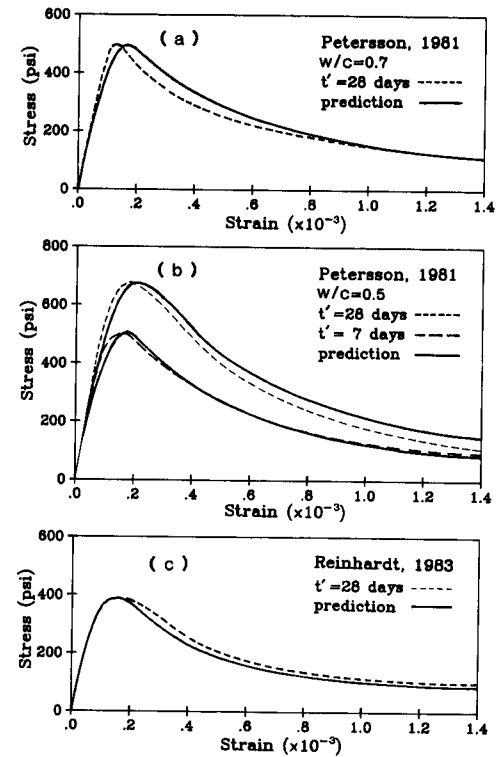 600
400
200
0
Stress (psi)
( a )
Petersson, 1981
w/c=0.7
t′=28 days
prediction
.0 .2 .4 .6 .8 1.0 1.2 1.4
Strain (×10⁻³)
800
600
400
200
0
Stress (psi)
( b )
Petersson, 1981
w/c=0.5
t′=28 days
t′= 7 days
prediction
.0 .2 .4 .6 .8 1.0 1.2 1.4
Strain (×10⁻³)
600
400
200
0
Stress (psi)
( c )
Reinhardt, 1983
t′=28 days
prediction
.0 .2 .4 .6 .8 1.0 1.2 1.4
Strain (×10⁻³)